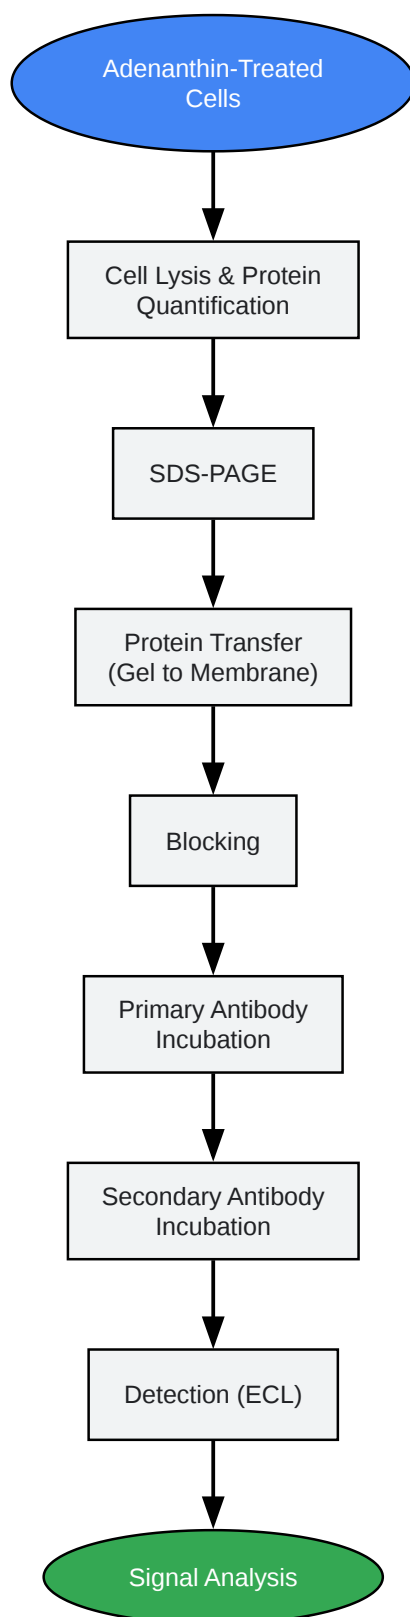 Adenanthin-Treated
Cells
Cell Lysis & Protein
Quantification
SDS-PAGE
Protein Transfer
(Gel to Membrane)
Blocking
Primary Antibody
Incubation
Secondary Antibody
Incubation
Detection (ECL)
Signal Analysis